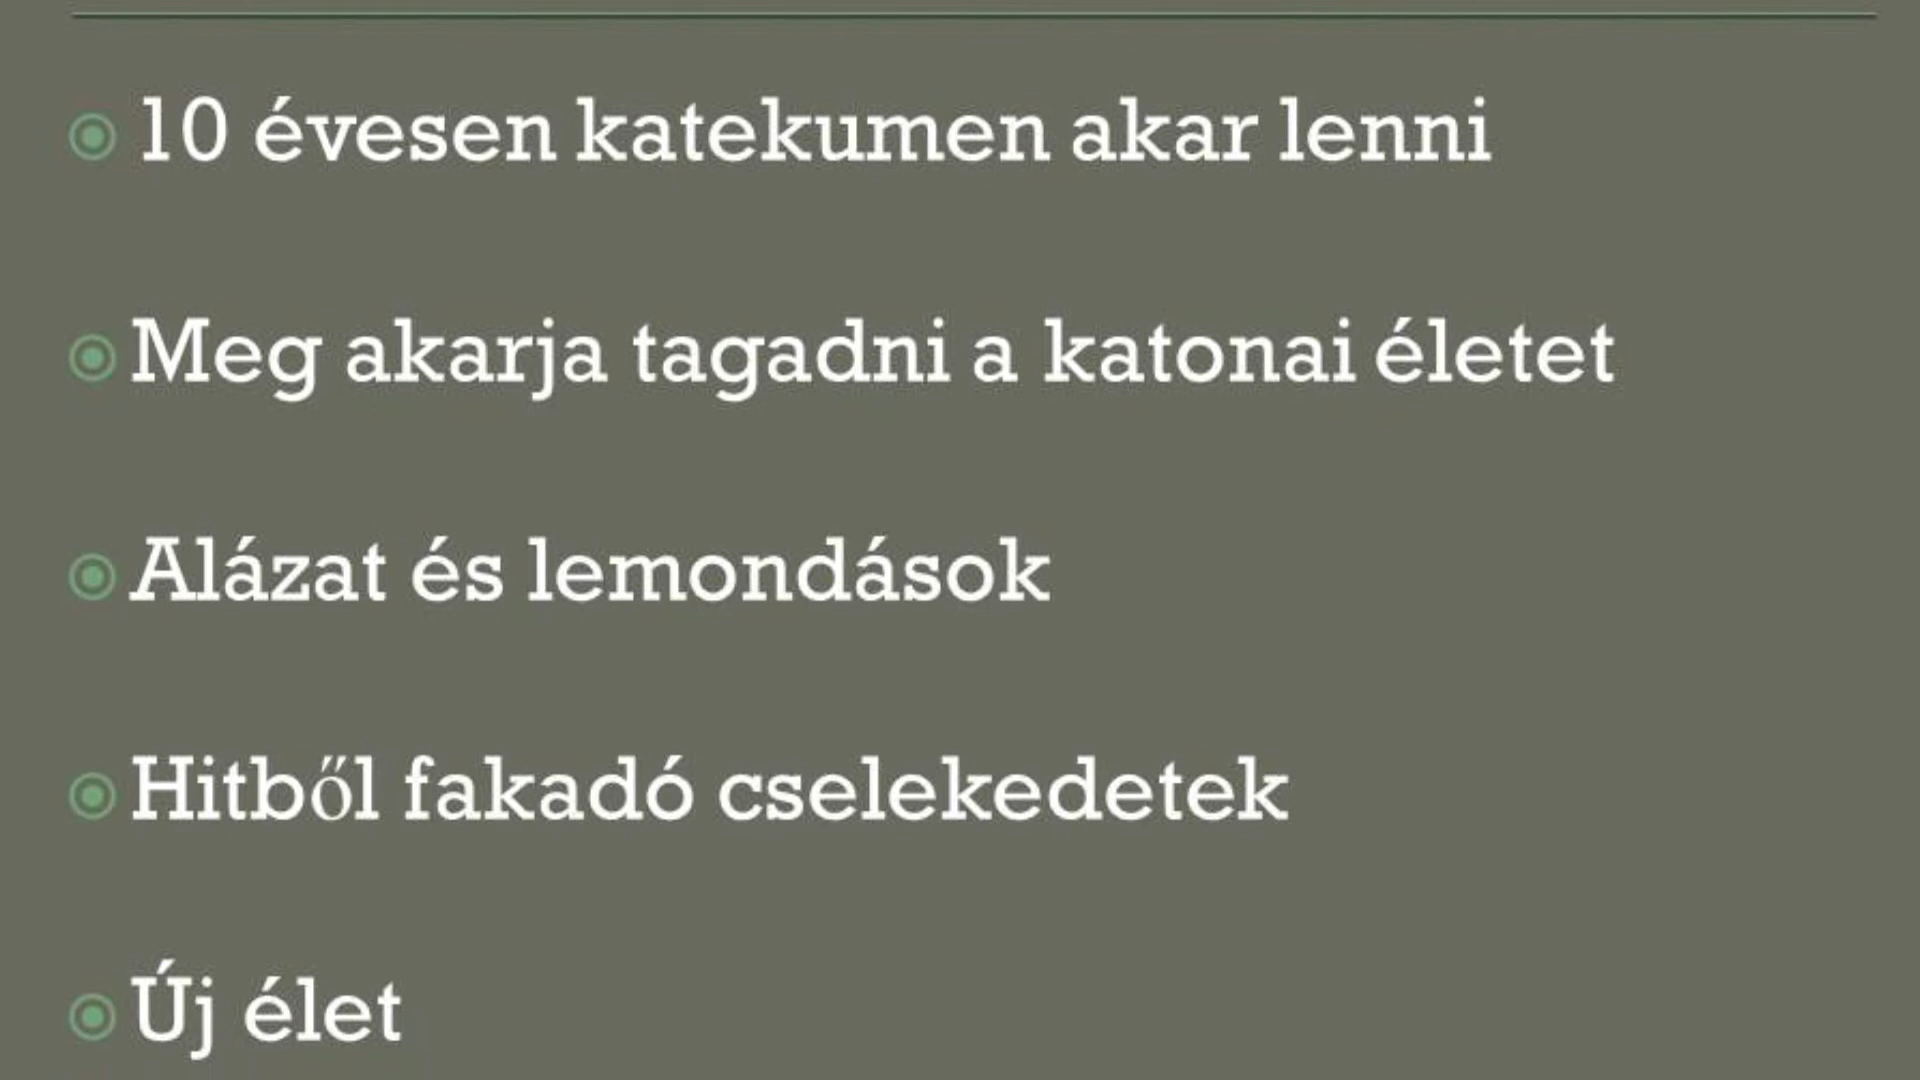 10 évesen katekumen akar lenni
Meg akarja tagadni a katonai életet
Alázat és lemondások
Hitből fakadó cselekedetek
Új élet